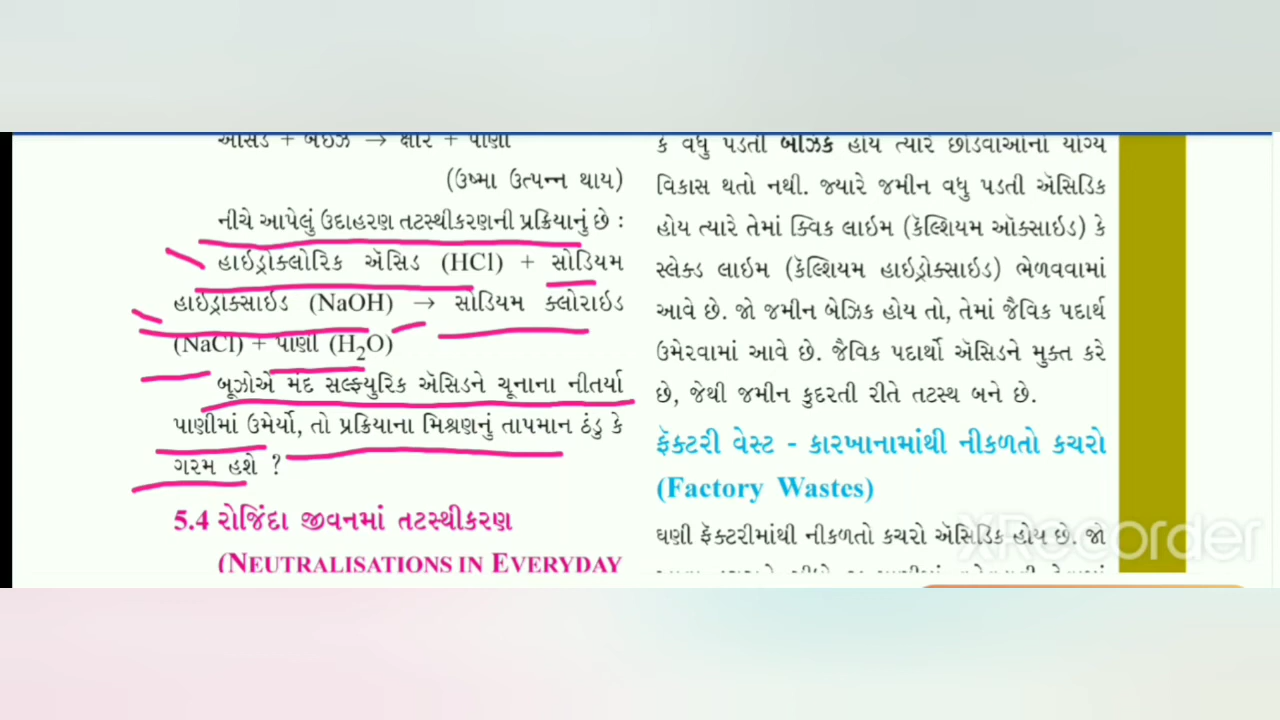 ઍસિડ + બેઇઝ → ક્ષાર + પાણી
(ઉષ્મા ઉત્પન્ન થાય)
નીચે આપેલું ઉદાહરણ તટસ્થીકરણની પ્રક્રિયાનું છે :
હાઇડ્રોક્લોરિક ઍસિડ (HCl) + સોડિયમ
હાઇડ્રાક્સાઇડ (NaOH) → સોડિયમ ક્લોરાઇડ
(NaCl) + પાણી (H₂O)
બૂઝોએ મંદ સલ્ફ્યુરિક ઍસિડને ચૂનાના નીતર્યા
પાણીમાં ઉમેર્યો, તો પ્રક્રિયાના મિશ્રણનું તાપમાન ઠંડુ કે
ગરમ હશે ?
5.4 રોજિંદા જીવનમાં તટસ્થીકરણ
(NEUTRALISATIONS IN EVERYDAY
કે વધુ પડતી બેઝિક હોય ત્યારે છોડવાઓનો યોગ્ય
વિકાસ થતો નથી. જ્યારે જમીન વધુ પડતી ઍસિડિક
હોય ત્યારે તેમાં ક્વિક લાઇમ (કૅલ્શિયમ ઑક્સાઇડ) કે
સ્લેક્ડ લાઇમ (કૅલ્શિયમ હાઇડ્રોક્સાઇડ) ભેળવવામાં
આવે છે. જો જમીન બેઝિક હોય તો, તેમાં જૈવિક પદાર્થ
ઉમેરવામાં આવે છે. જૈવિક પદાર્થો ઍસિડને મુક્ત કરે
છે, જેથી જમીન કુદરતી રીતે તટસ્થ બને છે.
ફૅક્ટરી વેસ્ટ - કારખાનામાંથી નીકળતો કચરો
(Factory Wastes)
ઘણી ફૅક્ટરીમાંથી નીકળતો કચરો ઍસિડિક હોય છે. જો
XRecorder